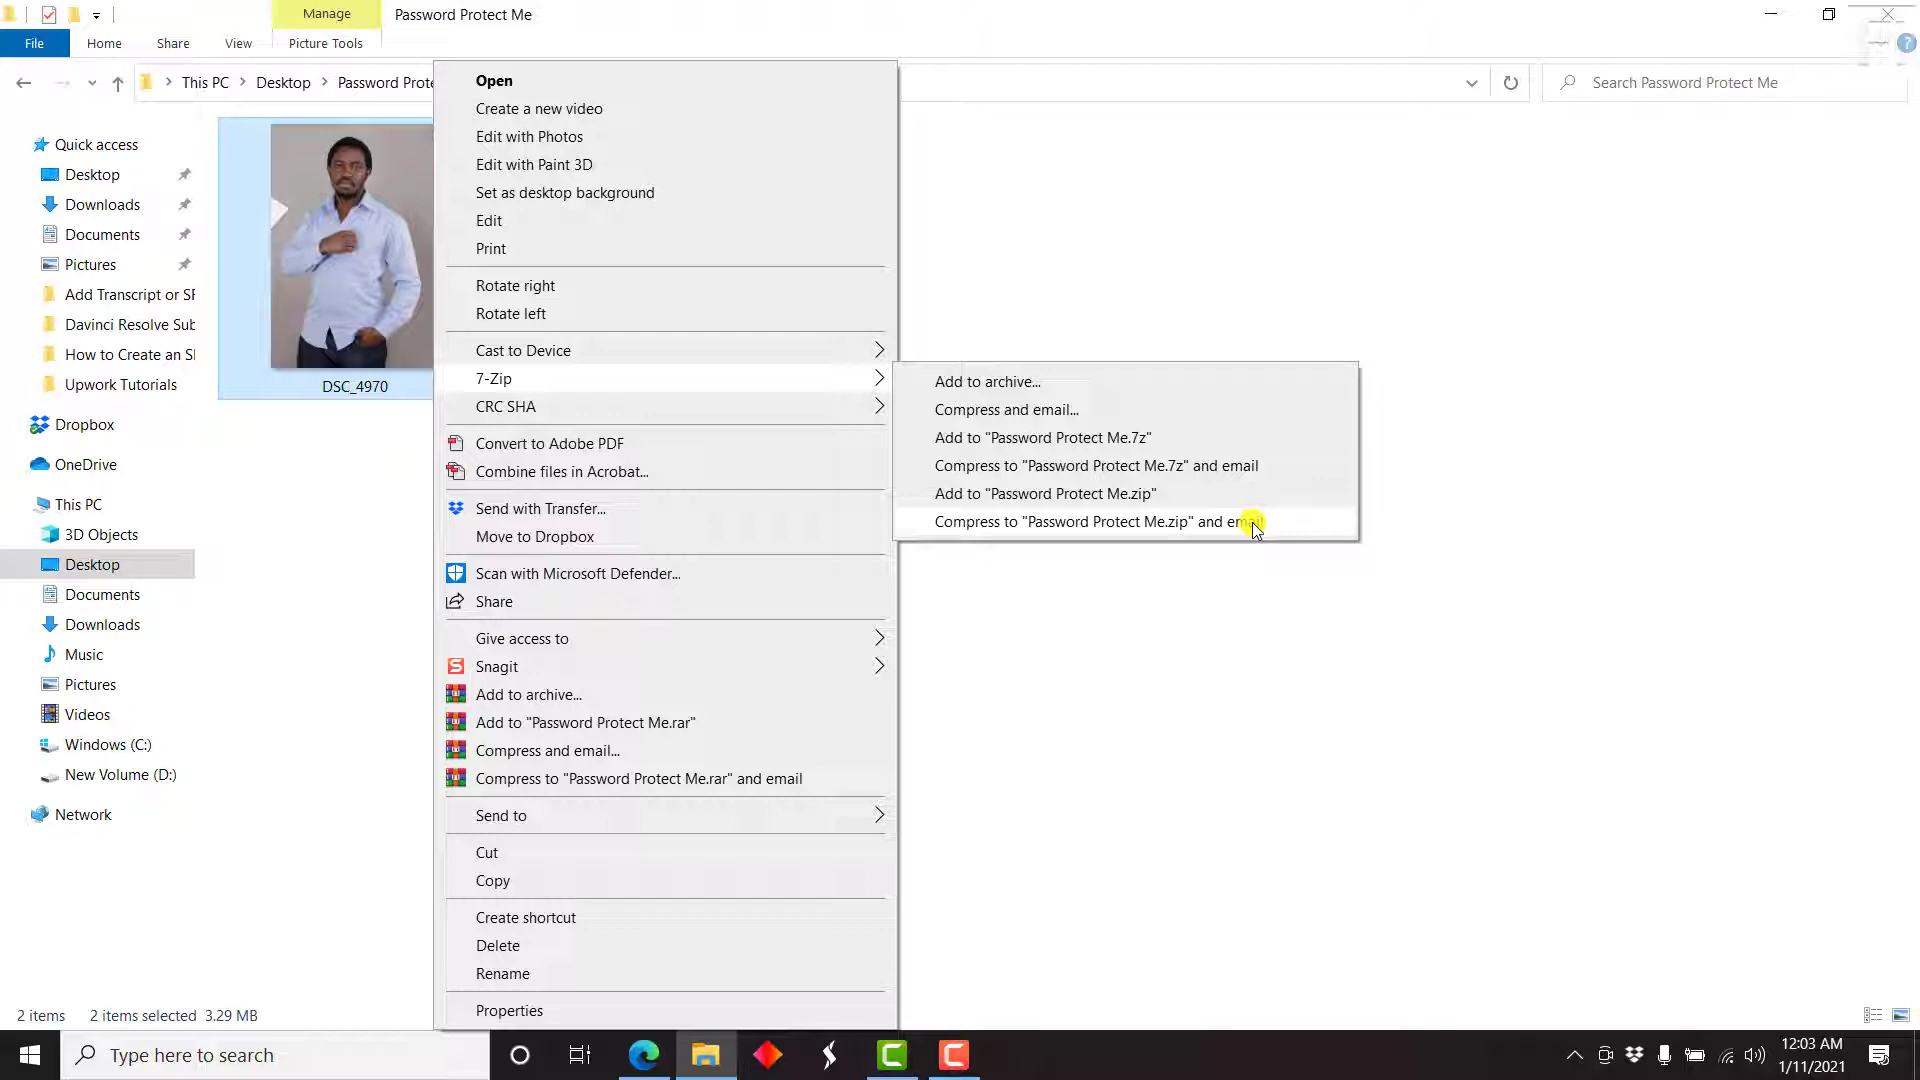 Manage
Password Protect Me
File
Home
Share
View
Picture Tools
This PC
Desktop
Password Prote
Search Password Protect Me
Quick access
Desktop
Downloads
Documents
Pictures
Add Transcript or SF
Davinci Resolve Sub
How to Create an SI
Upwork Tutorials
Dropbox
OneDrive
This PC
3D Objects
Desktop
Documents
Downloads
Music
Pictures
Videos
Windows (C:)
New Volume (D:)
Network
DSC_4970
Open
Create a new video
Edit with Photos
Edit with Paint 3D
Set as desktop background
Edit
Print
Rotate right
Rotate left
Cast to Device
7-Zip
CRC SHA
Convert to Adobe PDF
Combine files in Acrobat...
Send with Transfer...
Move to Dropbox
Scan with Microsoft Defender...
Share
Give access to
Snagit
Add to archive...
Add to "Password Protect Me.rar"
Compress and email...
Compress to "Password Protect Me.rar" and email
Send to
Cut
Copy
Create shortcut
Delete
Rename
Properties
Add to archive...
Compress and email...
Add to "Password Protect Me.7z"
Compress to "Password Protect Me.7z" and email
Add to "Password Protect Me.zip"
Compress to "Password Protect Me.zip" and email
2 items
2 items selected 3.29 MB
Type here to search
12:03 AM
1/11/2021